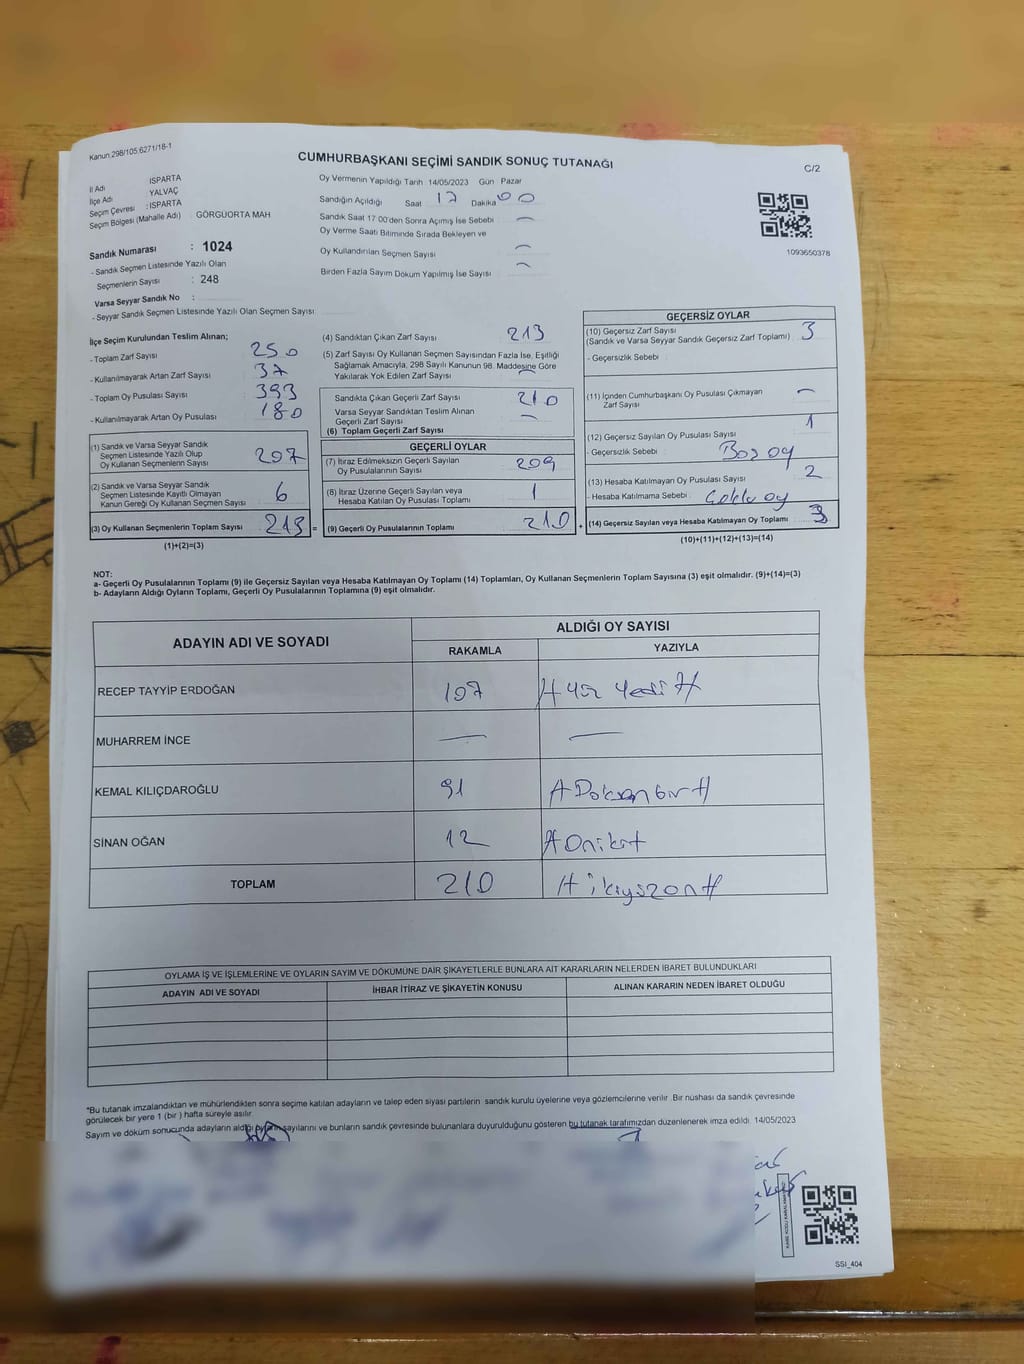 Kanun 298/105,6271/18-1
CUMHURBAŞKANI SEÇİMİ SANDIK SONUÇ TUTANAĞI
C/2
İl Adı : ISPARTA
İlçe Adı : YALVAÇ
Seçim Çevresi : ISPARTA
Seçim Bölgesi (Mahalle Adı) : GÖRGÜORTA MAH
Sandık Numarası : 1024
- Sandık Seçmen Listesinde Yazılı Olan
Seçmenlerin Sayısı : 248
Varsa Seyyar Sandık No :
- Seyyar Sandık Seçmen Listesinde Yazılı Olan Seçmen Sayısı
Oy Vermenin Yapıldığı Tarih 14/05/2023 Gün Pazar
Sandığın Açıldığı Saat 17 Dakika 00
Sandık Saat 17 00'den Sonra Açımış İse Sebebi —
Oy Verme Saati Bitiminde Sırada Bekleyen ve
Oy Kullandırılan Seçmen Sayısı —
Birden Fazla Sayım Döküm Yapılmış İse Sayısı —
1093650378
İlçe Seçim Kurulundan Teslim Alınan;
- Toplam Zarf Sayısı 250
- Kullanılmayarak Artan Zarf Sayısı 37
- Toplam Oy Pusulası Sayısı 393
- Kullanılmayarak Artan Oy Pusulası 180
(1) Sandık ve Varsa Seyyar Sandık
Seçmen Listesinde Yazılı Olup
Oy Kullanan Seçmenlerin Sayısı 207
(2) Sandık ve Varsa Seyyar Sandık
Seçmen Listesinde Kayıtlı Olmayan
Kanun Gereği Oy Kullanan Seçmen Sayısı 6
(3) Oy Kullanan Seçmenlerin Toplam Sayısı 213 =
(1)+(2)=(3)
(4) Sandıktan Çıkan Zarf Sayısı 213
(5) Zarf Sayısı Oy Kullanan Seçmen Sayısından Fazla İse, Eşitliği
Sağlamak Amacıyla, 298 Sayılı Kanunun 98. Maddesine Göre
Yakılarak Yok Edilen Zarf Sayısı —
Sandıkta Çıkan Geçerli Zarf Sayısı 210
Varsa Seyyar Sandıktan Teslim Alınan
Geçerli Zarf Sayısı —
(6) Toplam Geçerli Zarf Sayısı
GEÇERLİ OYLAR
(7) İtiraz Edilmeksizin Geçerli Sayılan
Oy Pusulalarının Sayısı 209
(8) İtiraz Üzerine Geçerli Sayılan veya
Hesaba Katılan Oy Pusulası Toplamı 1
(9) Geçerli Oy Pusulalarının Toplamı 210 +
GEÇERSİZ OYLAR
(10) Geçersiz Zarf Sayısı 3
(Sandık ve Varsa Seyyar Sandık Geçersiz Zarf Toplamı)
- Geçersizlik Sebebi
(11) İçinden Cumhurbaşkanı Oy Pusulası Çıkmayan
Zarf Sayısı —
(12) Geçersiz Sayılan Oy Pusulası Sayısı 1
- Geçersizlik Sebebi : Boş oy
(13) Hesaba Katılmayan Oy Pusulası Sayısı 2
- Hesaba Katılmama Sebebi : Çoklu oy
(14) Geçersiz Sayılan veya Hesaba Katılmayan Oy Toplamı 3
(10)+(11)+(12)+(13)=(14)
NOT:
a- Geçerli Oy Pusulalarının Toplamı (9) ile Geçersiz Sayılan veya Hesaba Katılmayan Oy Toplamı (14) Toplamları, Oy Kullanan Seçmenlerin Toplam Sayısına (3) eşit olmalıdır. (9)+(14)=(3)
b- Adayların Aldığı Oyların Toplamı, Geçerli Oy Pusulalarının Toplamına (9) eşit olmalıdır.
ADAYIN ADI VE SOYADI ALDIĞI OY SAYISI
RAKAMLA YAZIYLA
RECEP TAYYİP ERDOĞAN 107 # Yüz Yedi #
MUHARREM İNCE — —
KEMAL KILIÇDAROĞLU 91 # Doksan bir #
SİNAN OĞAN 12 # Oniki #
TOPLAM 210 # ikiyüzon #
OYLAMA İŞ VE İŞLEMLERİNE VE OYLARIN SAYIM VE DÖKÜMÜNE DAİR ŞİKAYETLERLE BUNLARA AİT KARARLARIN NELERDEN İBARET BULUNDUKLARI
ADAYIN ADI VE SOYADI İHBAR İTİRAZ VE ŞİKAYETİN KONUSU ALINAN KARARIN NEDEN İBARET OLDUĞU
*Bu tutanak imzalandıktan ve mühürlendikten sonra seçime katılan adayların ve talep eden siyasi partilerin sandık kurulu üyelerine veya gözlemcilerine verilir. Bir nüshası da sandık çevresinde
görülecek bir yere 1 (bir ) hafta süreyle asılır.
Sayım ve döküm sonucunda adayların aldığı oyların sayılarını ve bunların sandık çevresinde bulunanlara duyurulduğunu gösteren bu tutanak tarafımızdan düzenlenerek imza edildi. 14/05/2023
SSI_404